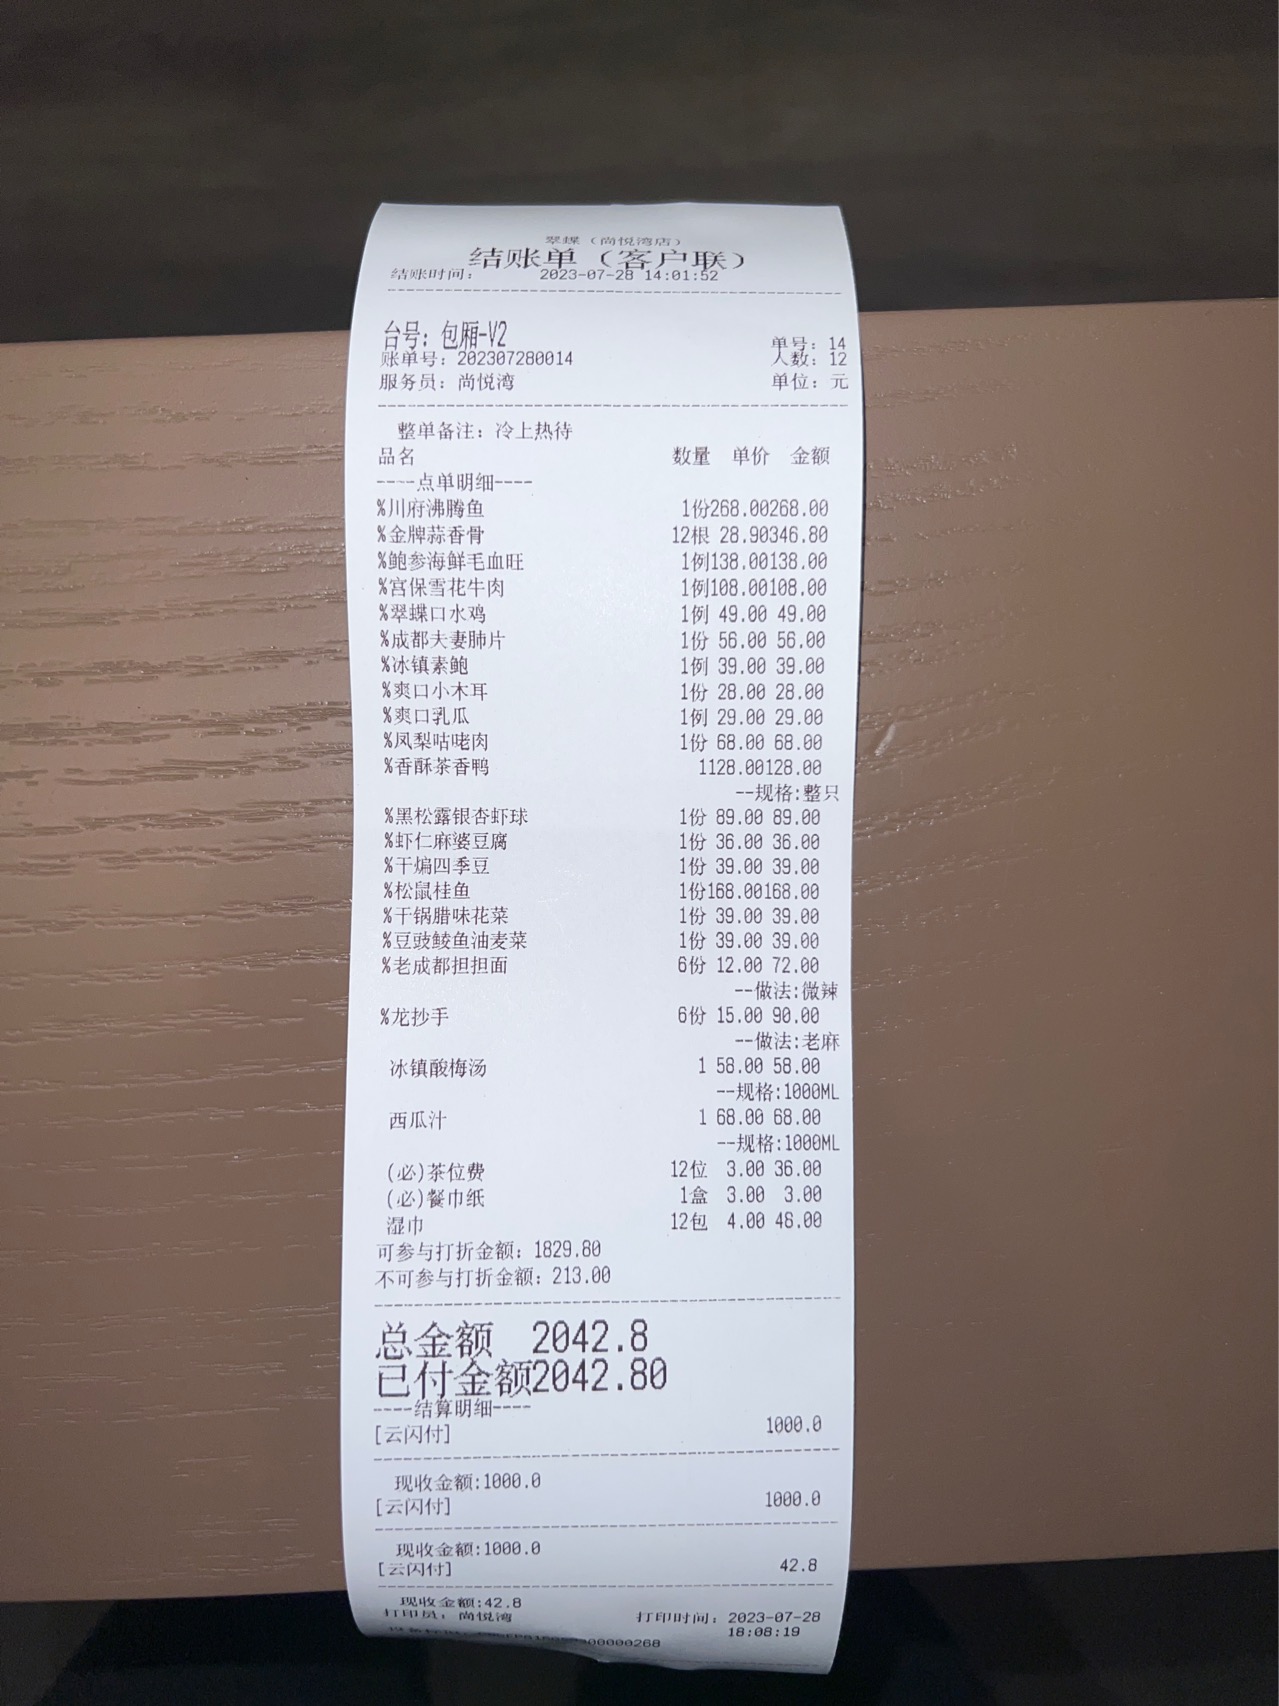 翠蝶（尚悦湾店）
结账单（客户联）
结账时间： 2023-07-28 14:01:52
台号：包厢-V2
单号：14
账单号：202307280014 人数：12
服务员：尚悦湾 单位：元
整单备注：冷上热待
品名 数量 单价 金额
----点单明细----
%川府沸腾鱼 1份268.00268.00
%金牌蒜香骨 12根 28.90346.80
%鲍参海鲜毛血旺 1例138.00138.00
%宫保雪花牛肉 1例108.00108.00
%翠蝶口水鸡 1例 49.00 49.00
%成都夫妻肺片 1份 56.00 56.00
%冰镇素鲍 1例 39.00 39.00
%爽口小木耳 1份 28.00 28.00
%爽口乳瓜 1例 29.00 29.00
%凤梨咕咾肉 1份 68.00 68.00
%香酥茶香鸭 1128.00128.00
--规格:整只
%黑松露银杏虾球 1份 89.00 89.00
%虾仁麻婆豆腐 1份 36.00 36.00
%干煸四季豆 1份 39.00 39.00
%松鼠桂鱼 1份168.00168.00
%干锅腊味花菜 1份 39.00 39.00
%豆豉鲮鱼油麦菜 1份 39.00 39.00
%老成都担担面 6份 12.00 72.00
--做法:微辣
%龙抄手 6份 15.00 90.00
--做法:老麻
冰镇酸梅汤 1 58.00 58.00
--规格:1000ML
西瓜汁 1 68.00 68.00
--规格:1000ML
(必)茶位费 12位 3.00 36.00
(必)餐巾纸 1盒 3.00 3.00
湿巾 12包 4.00 48.00
可参与打折金额：1829.80
不可参与打折金额：213.00
总金额 2042.8
已付金额2042.80
----结算明细----
[云闪付] 1000.0
现收金额:1000.0
[云闪付] 1000.0
现收金额:1000.0
[云闪付] 42.8
现收金额:42.8
打印员：尚悦湾 打印时间：2023-07-28
18:08:19
00000268